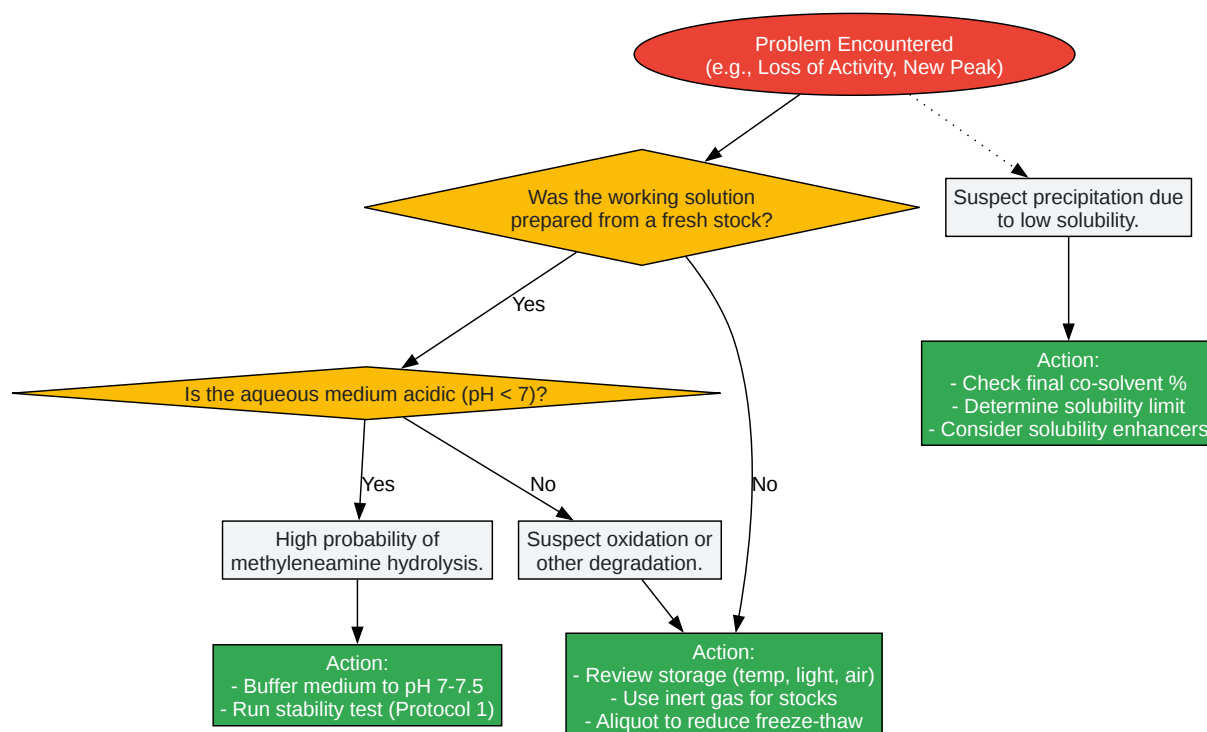 Problem Encountered
(e.g., Loss of Activity, New Peak)
Was the working solution
prepared from a fresh stock?
Suspect precipitation due
to low solubility.
Yes
Action:
- Check final co-solvent %
- Determine solubility limit
- Consider solubility enhancers
Is the aqueous medium acidic (pH < 7)?
Yes
No
No
High probability of
methyleneamine hydrolysis.
Suspect oxidation or
other degradation.
Action:
- Buffer medium to pH 7-7.5
- Run stability test (Protocol 1)
Action:
- Review storage (temp, light, air)
- Use inert gas for stocks
- Aliquot to reduce freeze-thaw